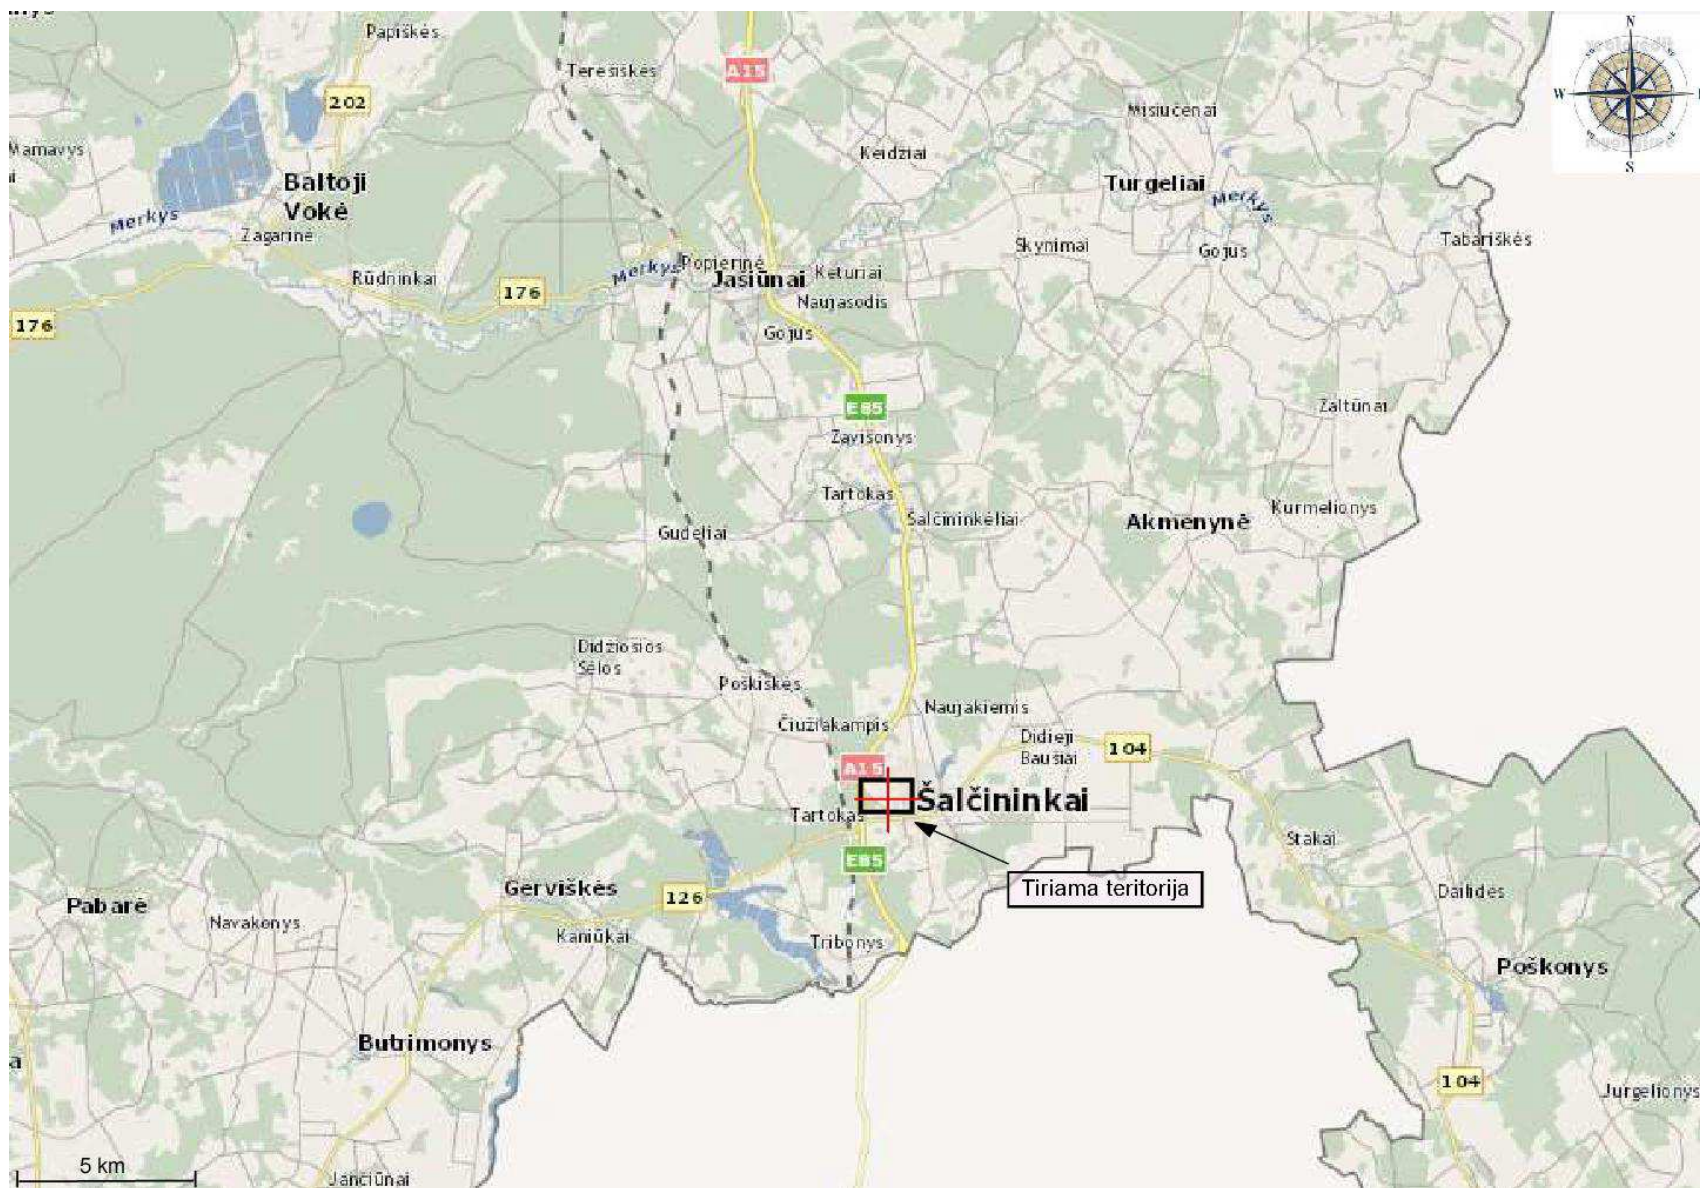 Papiškės
Terešiškės
A15
N
W
S
202
Misiūčėnai
Mamavys
Keidžiai
Baltoji
Vokė
Turgeliai
Merkys
Merkys
Zagarinė
Skynimai
Gojus
Tabariškės
Rūdninkai
Merkys
Popierinė
Jašiūnai
Keturiai
176
Naujasodis
176
Gojus
E85
Zaltūnai
Zavišonys
Tartokas
Šalčininkėliai
Akmenynė
Kurmelionys
Gudeliai
Didžiosios
Sėlos
Poškiškės
Naujakiemis
Čiužiakampis
Didieji
Baušiai
104
A15
Šalčininkai
Tartokas
Stakai
E85
Tiriama teritorija
Gerviškės
126
Dailidės
Pabarė
Navakonys
Kaniūkai
Tribonys
Poškonys
Butrimonys
a
104
Jurgelionys
5 km
Jančiūnai